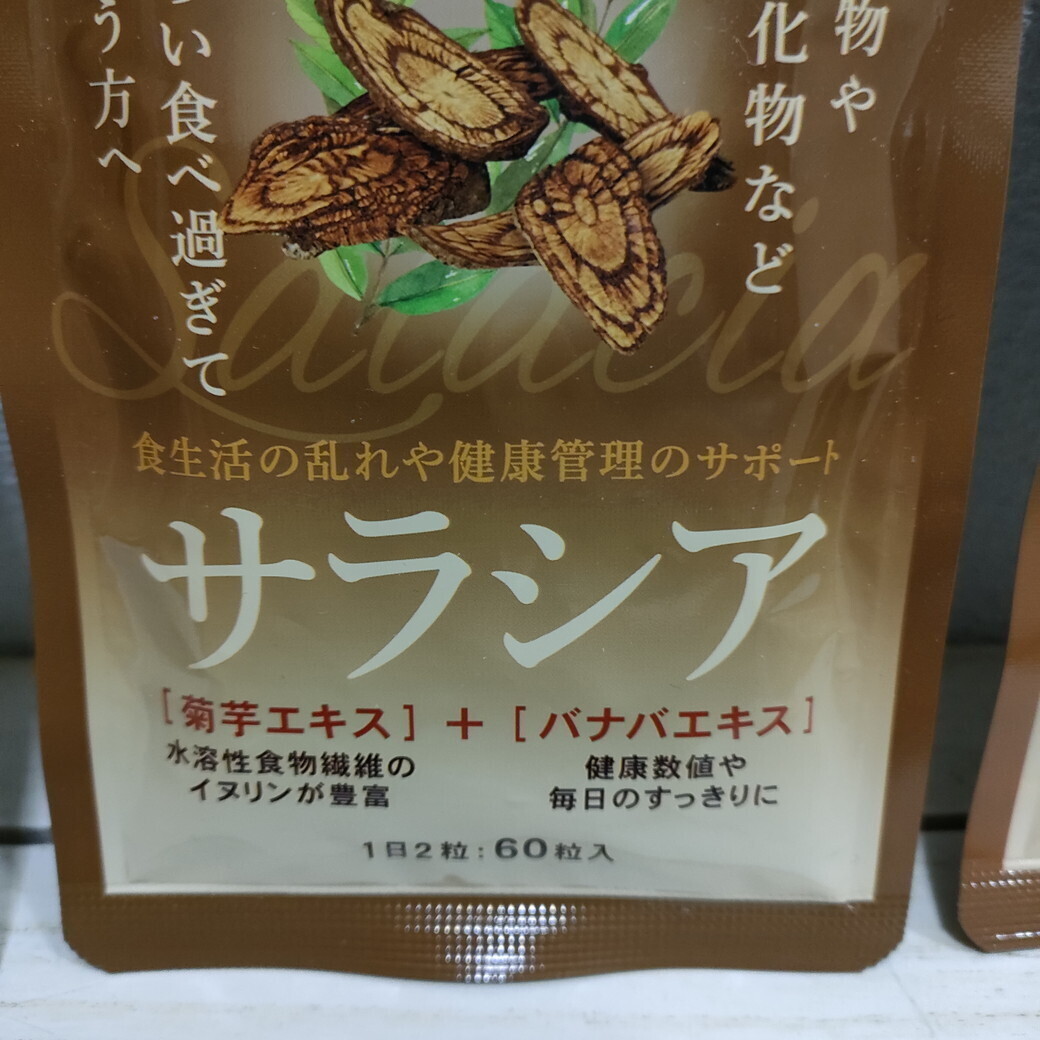 物や
化物など
い食べ過ぎて
う方へ
Salacia
食生活の乱れや健康管理のサポート
サラシア
[菊芋エキス] + [バナバエキス]
水溶性食物繊維の
イヌリンが豊富
健康数値や
毎日のすっきりに
1日2粒:60粒入